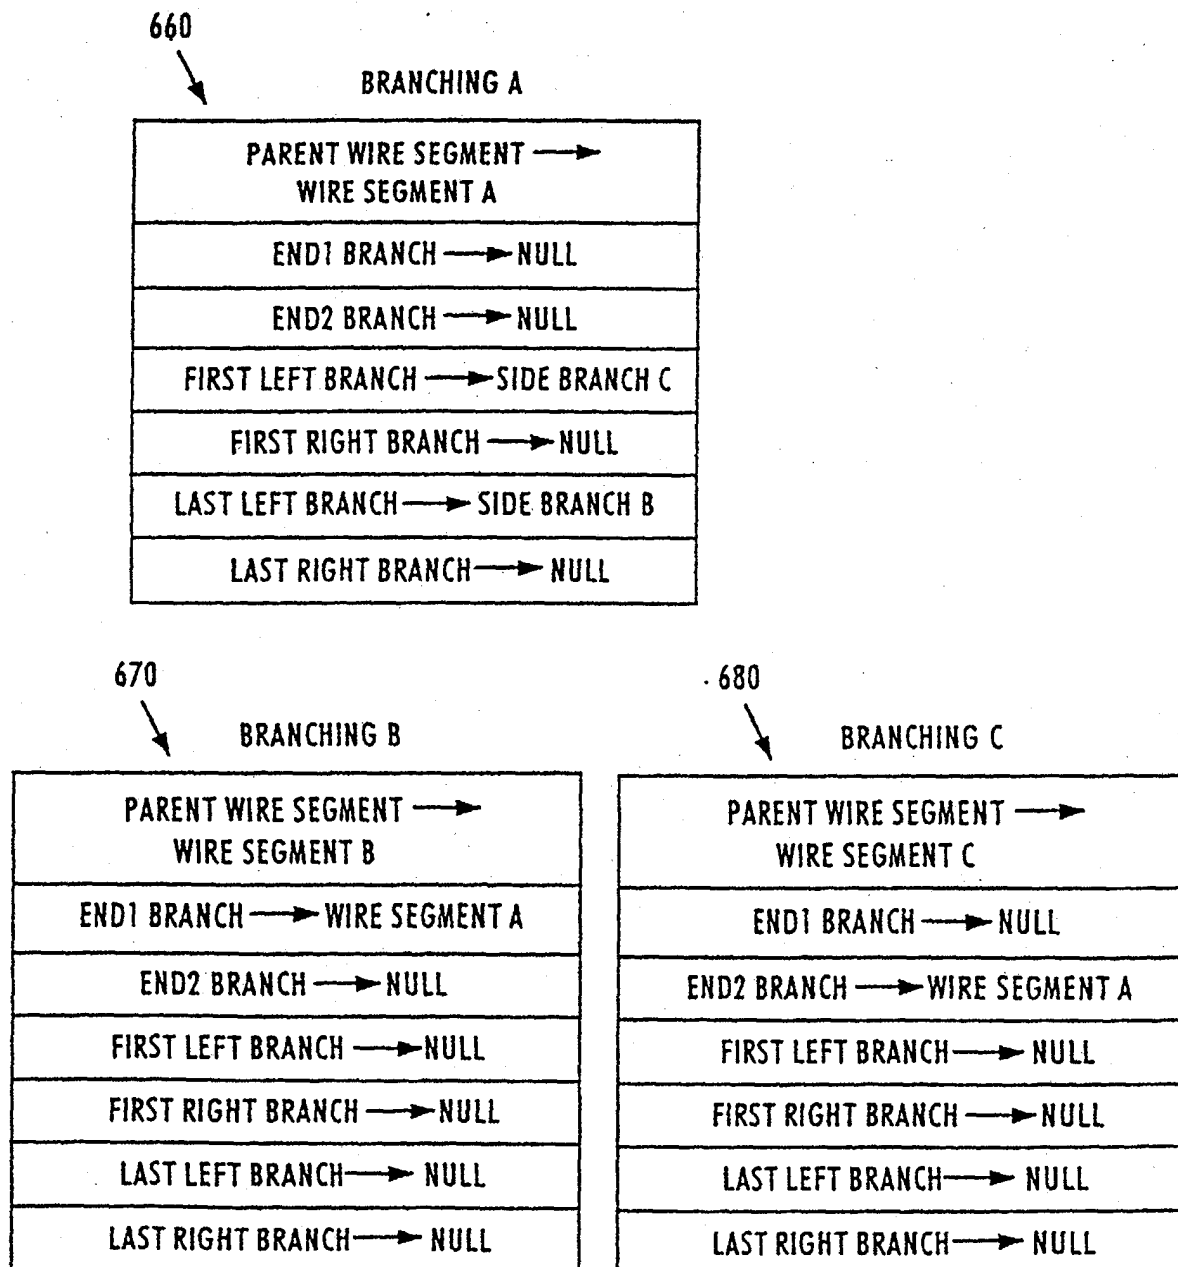 660
BRANCHING A
PARENT WIRE SEGMENT →
WIRE SEGMENT A
END1 BRANCH → NULL
END2 BRANCH → NULL
FIRST LEFT BRANCH → SIDE BRANCH C
FIRST RIGHT BRANCH → NULL
LAST LEFT BRANCH → SIDE BRANCH B
LAST RIGHT BRANCH → NULL
670
BRANCHING B
PARENT WIRE SEGMENT →
WIRE SEGMENT B
END1 BRANCH → WIRE SEGMENT A
END2 BRANCH → NULL
FIRST LEFT BRANCH → NULL
FIRST RIGHT BRANCH → NULL
LAST LEFT BRANCH → NULL
LAST RIGHT BRANCH → NULL
680
BRANCHING C
PARENT WIRE SEGMENT →
WIRE SEGMENT C
END1 BRANCH → NULL
END2 BRANCH → WIRE SEGMENT A
FIRST LEFT BRANCH → NULL
FIRST RIGHT BRANCH → NULL
LAST LEFT BRANCH → NULL
LAST RIGHT BRANCH → NULL